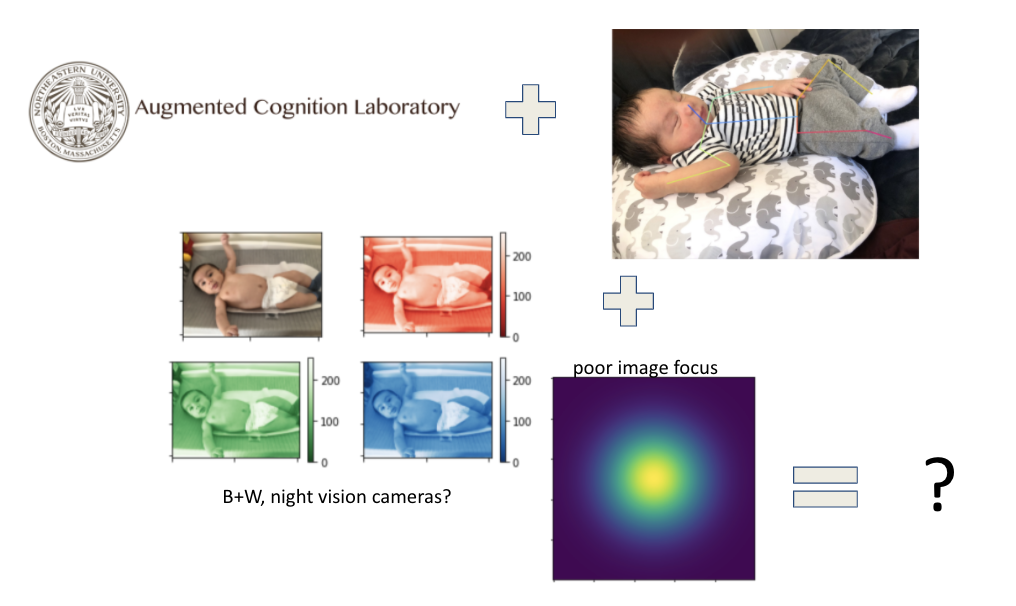 NORTHEASTERN UNIVERSITY
LVX
VERITAS
VIRTUS
BOSTON, MASSACHUSETTS
Augmented Cognition Laboratory
200
100
0
200
100
0
200
100
0
B+W, night vision cameras?
poor image focus
?